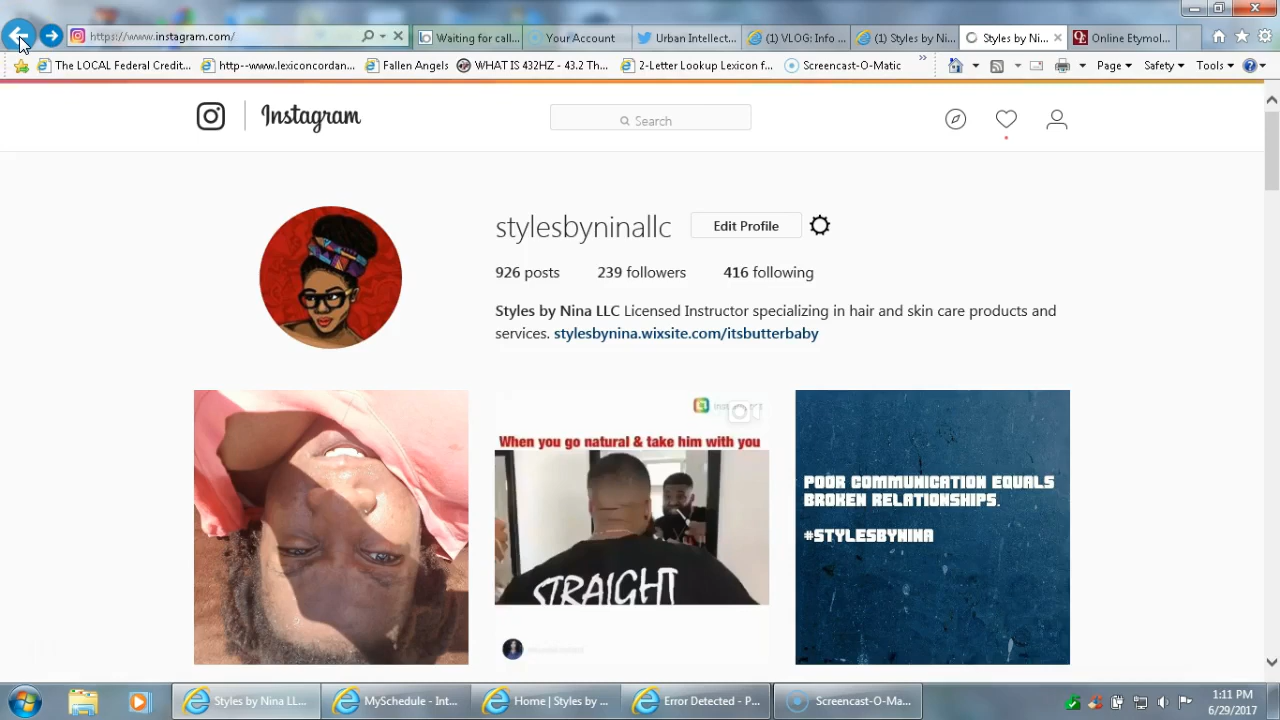 https://www.instagram.com/
Waiting for call...
Your Account
Urban Intellect...
(1) VLOG: Info ...
(1) Styles by Ni...
Styles by Ni...
Online Etymol...
The LOCAL Federal Credit...
http--www.lexiconcordan...
Fallen Angels
WHAT IS 432HZ - 43.2 Th...
2-Letter Lookup Lexicon f...
Screencast-O-Matic
Page
Safety
Tools
Instagram
Search
stylesbyninallc
Edit Profile
926 posts
239 followers
416 following
Styles by Nina LLC Licensed Instructor specializing in hair and skin care products and
services. stylesbynina.wixsite.com/itsbutterbaby
When you go natural & take him with you
STRAIGHT
POOR COMMUNICATION EQUALS
BROKEN RELATIONSHIPS.
#STYLESBYNINA
Styles by Nina LL...
MySchedule - Int...
Home | Styles by ...
Error Detected - P...
Screencast-O-Ma...
1:11 PM
6/29/2017